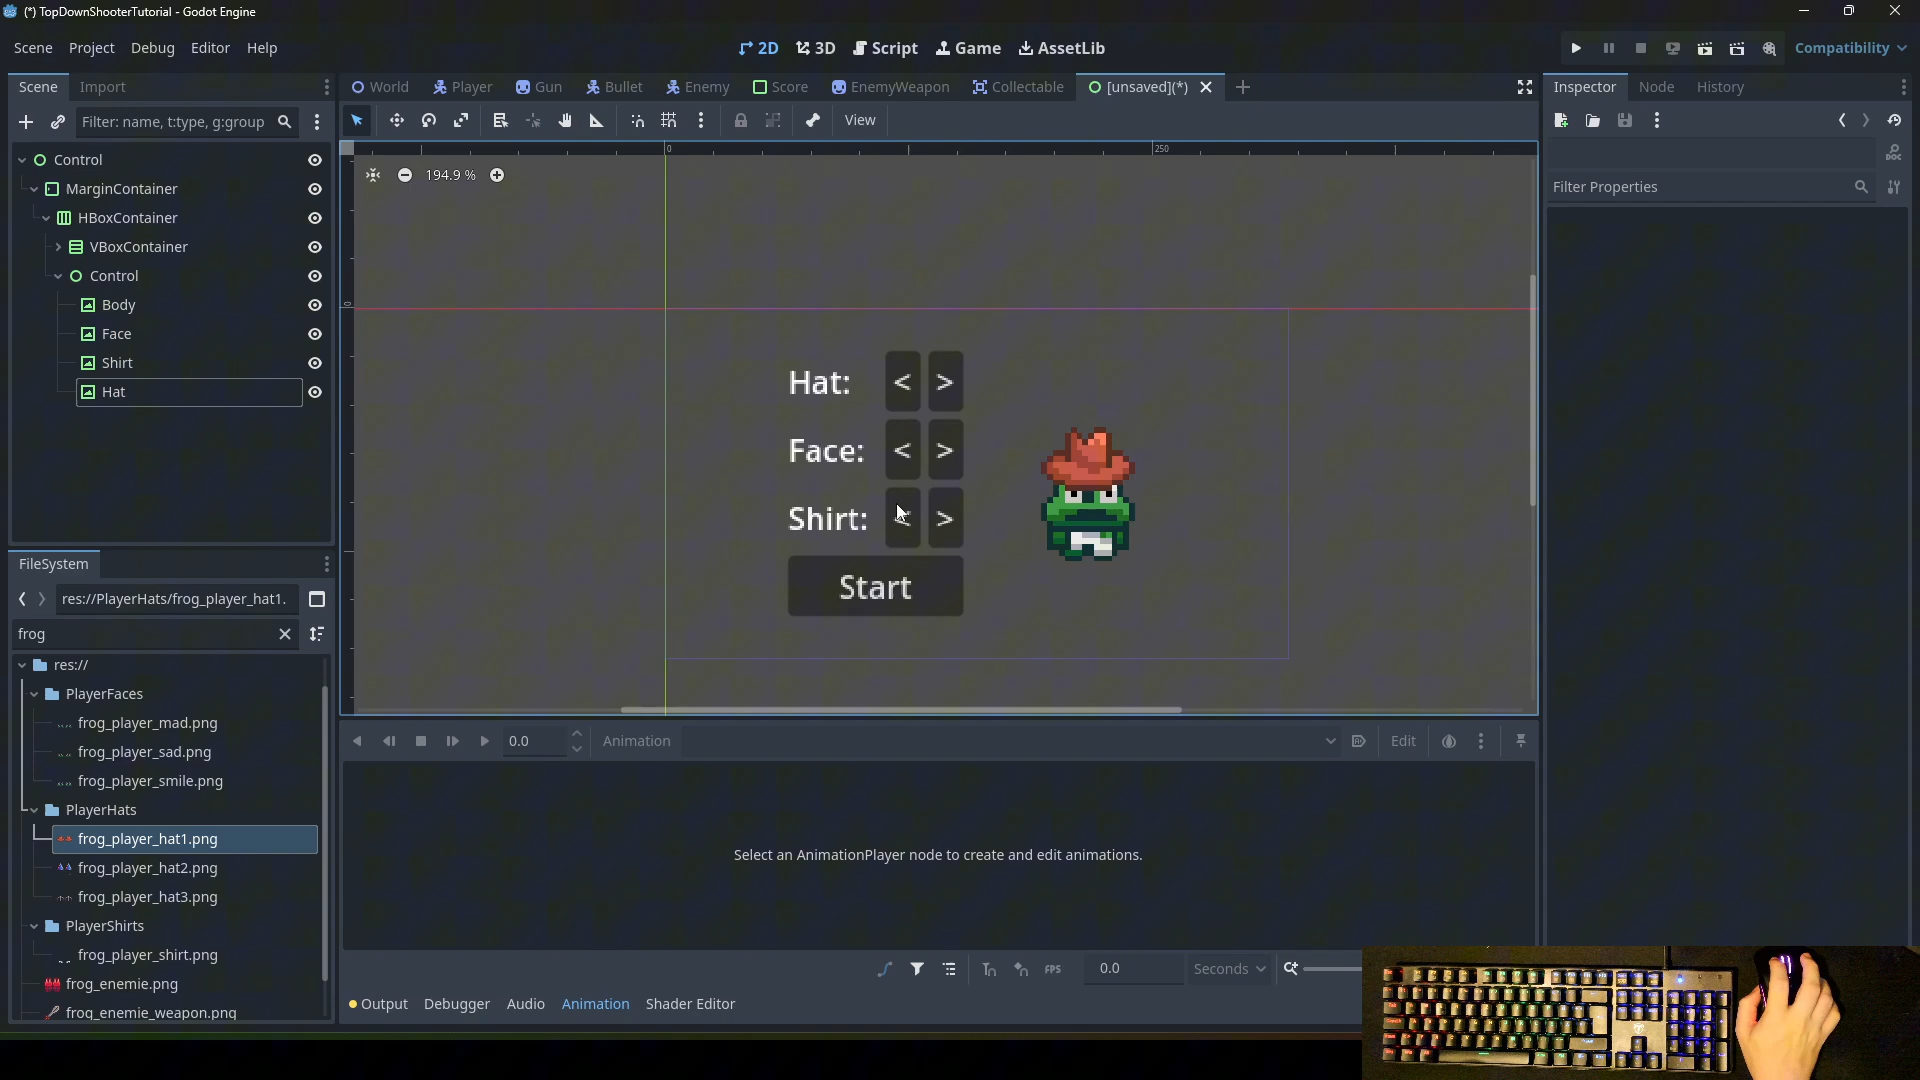 (*) TopDownShooterTutorial - Godot Engine
Scene Project Debug Editor Help
2D 3D Script Game AssetLib
Compatibility
Scene Import
World Player Gun Bullet Enemy Score EnemyWeapon Collectable [unsaved](*)
Inspector Node History
Filter: name, t:type, g:group
View
Control
MarginContainer
HBoxContainer
VBoxContainer
Control
Body
Face
Shirt
Hat
0 250
0
194.9 %
DOC
Filter Properties
Hat: < >
Face: < >
Shirt: < >
Start
FileSystem
res://PlayerHats/frog_player_hat1.
frog
res://
PlayerFaces
frog_player_mad.png
frog_player_sad.png
frog_player_smile.png
PlayerHats
frog_player_hat1.png
frog_player_hat2.png
frog_player_hat3.png
PlayerShirts
frog_player_shirt.png
frog_enemie.png
frog_enemie_weapon.png
0.0 Animation Edit
Select an AnimationPlayer node to create and edit animations.
FPS 0.0 Seconds
Output Debugger Audio Animation Shader Editor